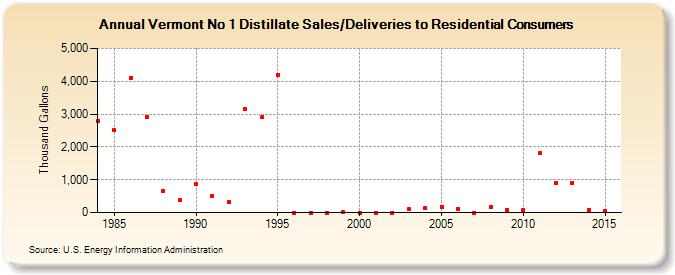 Annual Vermont No 1 Distillate Sales/Deliveries to Residential Consumers
Thousand Gallons
5,000
4,000
3,000
2,000
1,000
0
1985 1990 1995 2000 2005 2010 2015
Source: U.S. Energy Information Administration